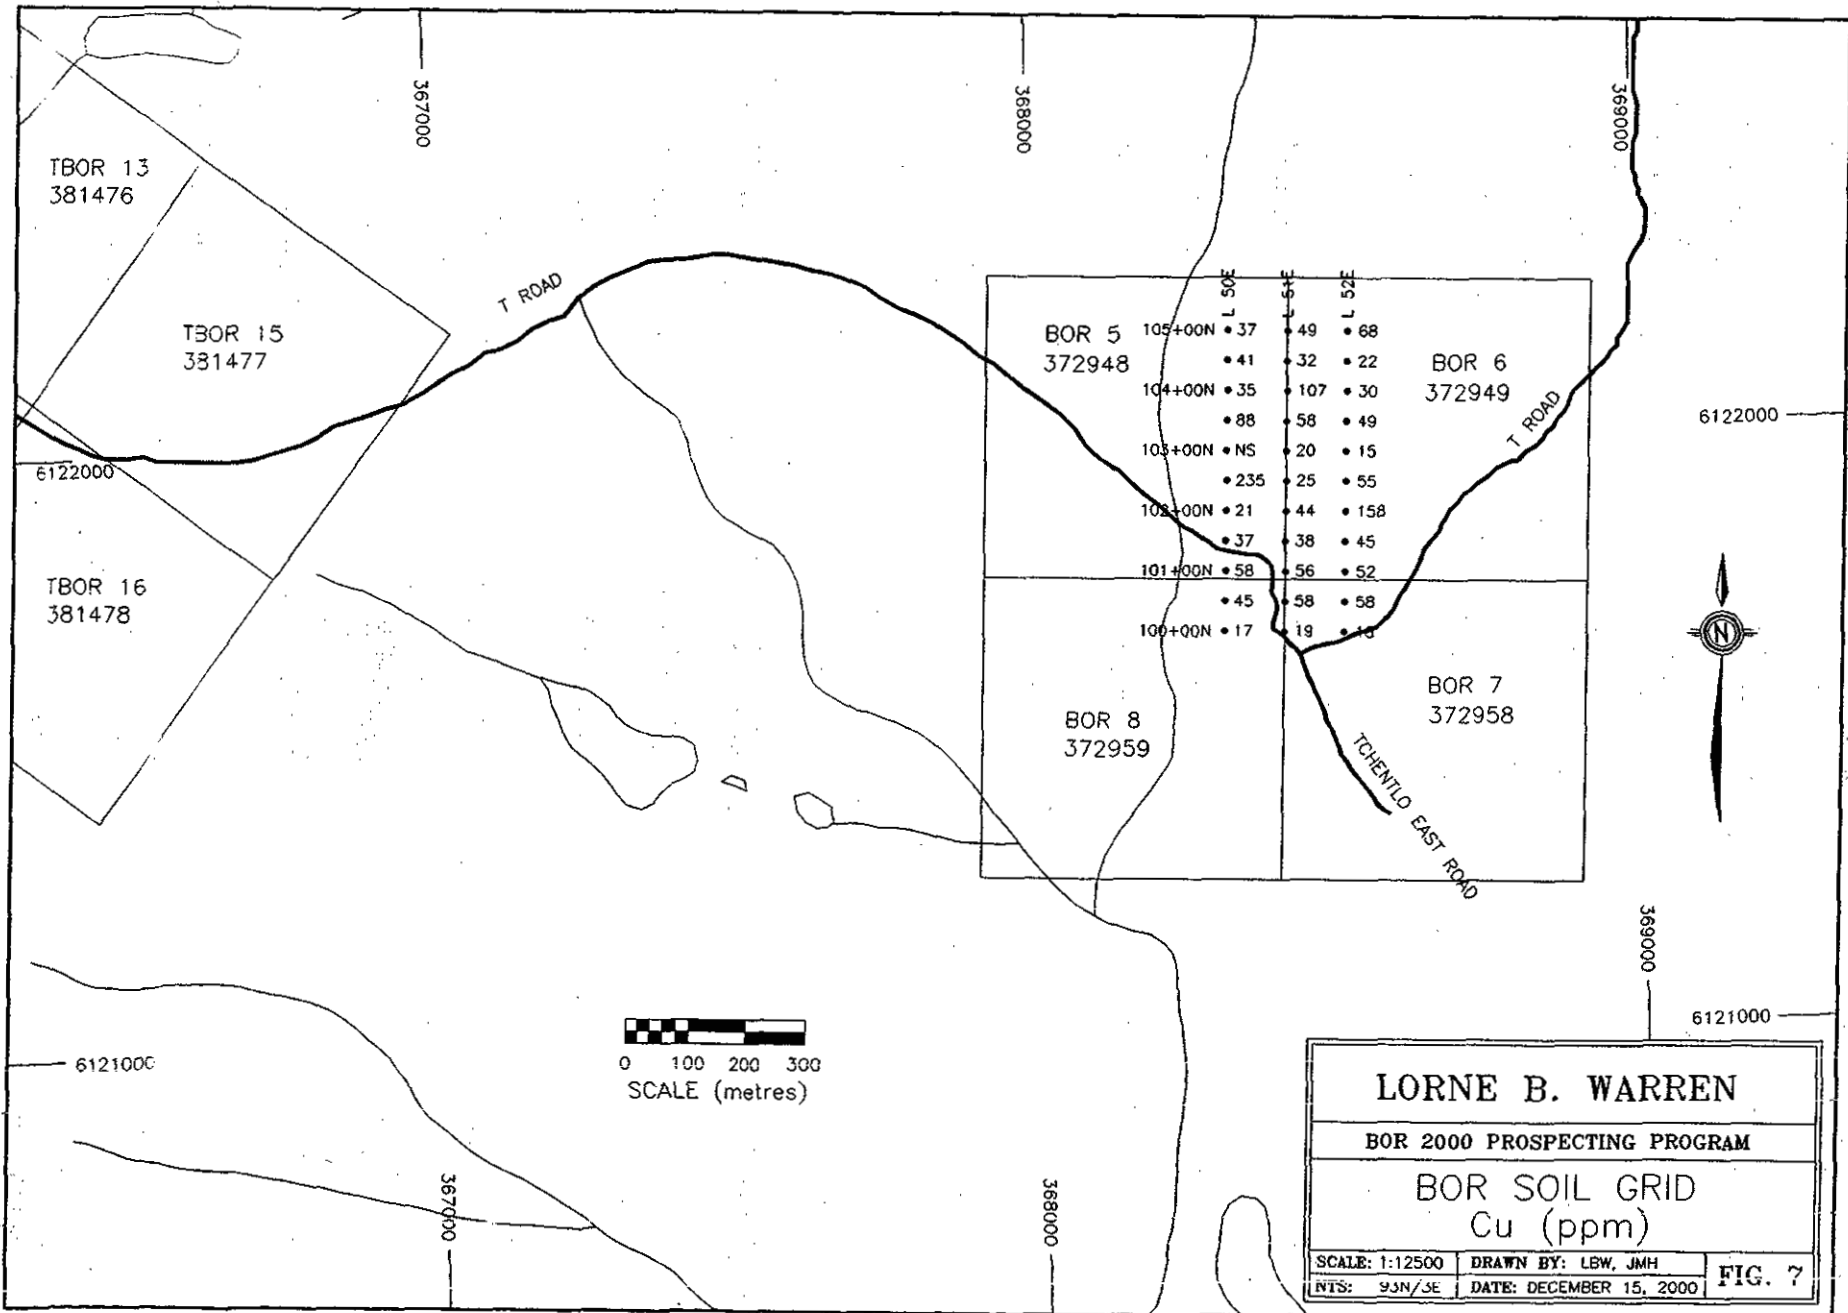 367000
368000
369000
TBOR 13
381476
TBOR 15
381477
T ROAD
6122000
TBOR 16
381478
L 50E
L 51E
L 52E
BOR 5
372948
BOR 6
372949
105+00N 37 49 68
41 32 22
104+00N 35 107 30
88 58 49
103+00N NS 20 15
235 25 55
102+00N 21 44 158
37 38 45
101+00N 58 56 52
45 58 58
100+00N 17 19
T ROAD
6122000
N
BOR 8
372959
BOR 7
372958
TCHENTLO EAST ROAD
369000
6121000
6121000
0 100 200 300
SCALE (metres)
367000
368000
LORNE B. WARREN
BOR 2000 PROSPECTING PROGRAM
BOR SOIL GRID
Cu (ppm)
SCALE: 1:12500
DRAWN BY: LBW, JMH
NTS: 93N/3E
DATE: DECEMBER 15, 2000
FIG. 7